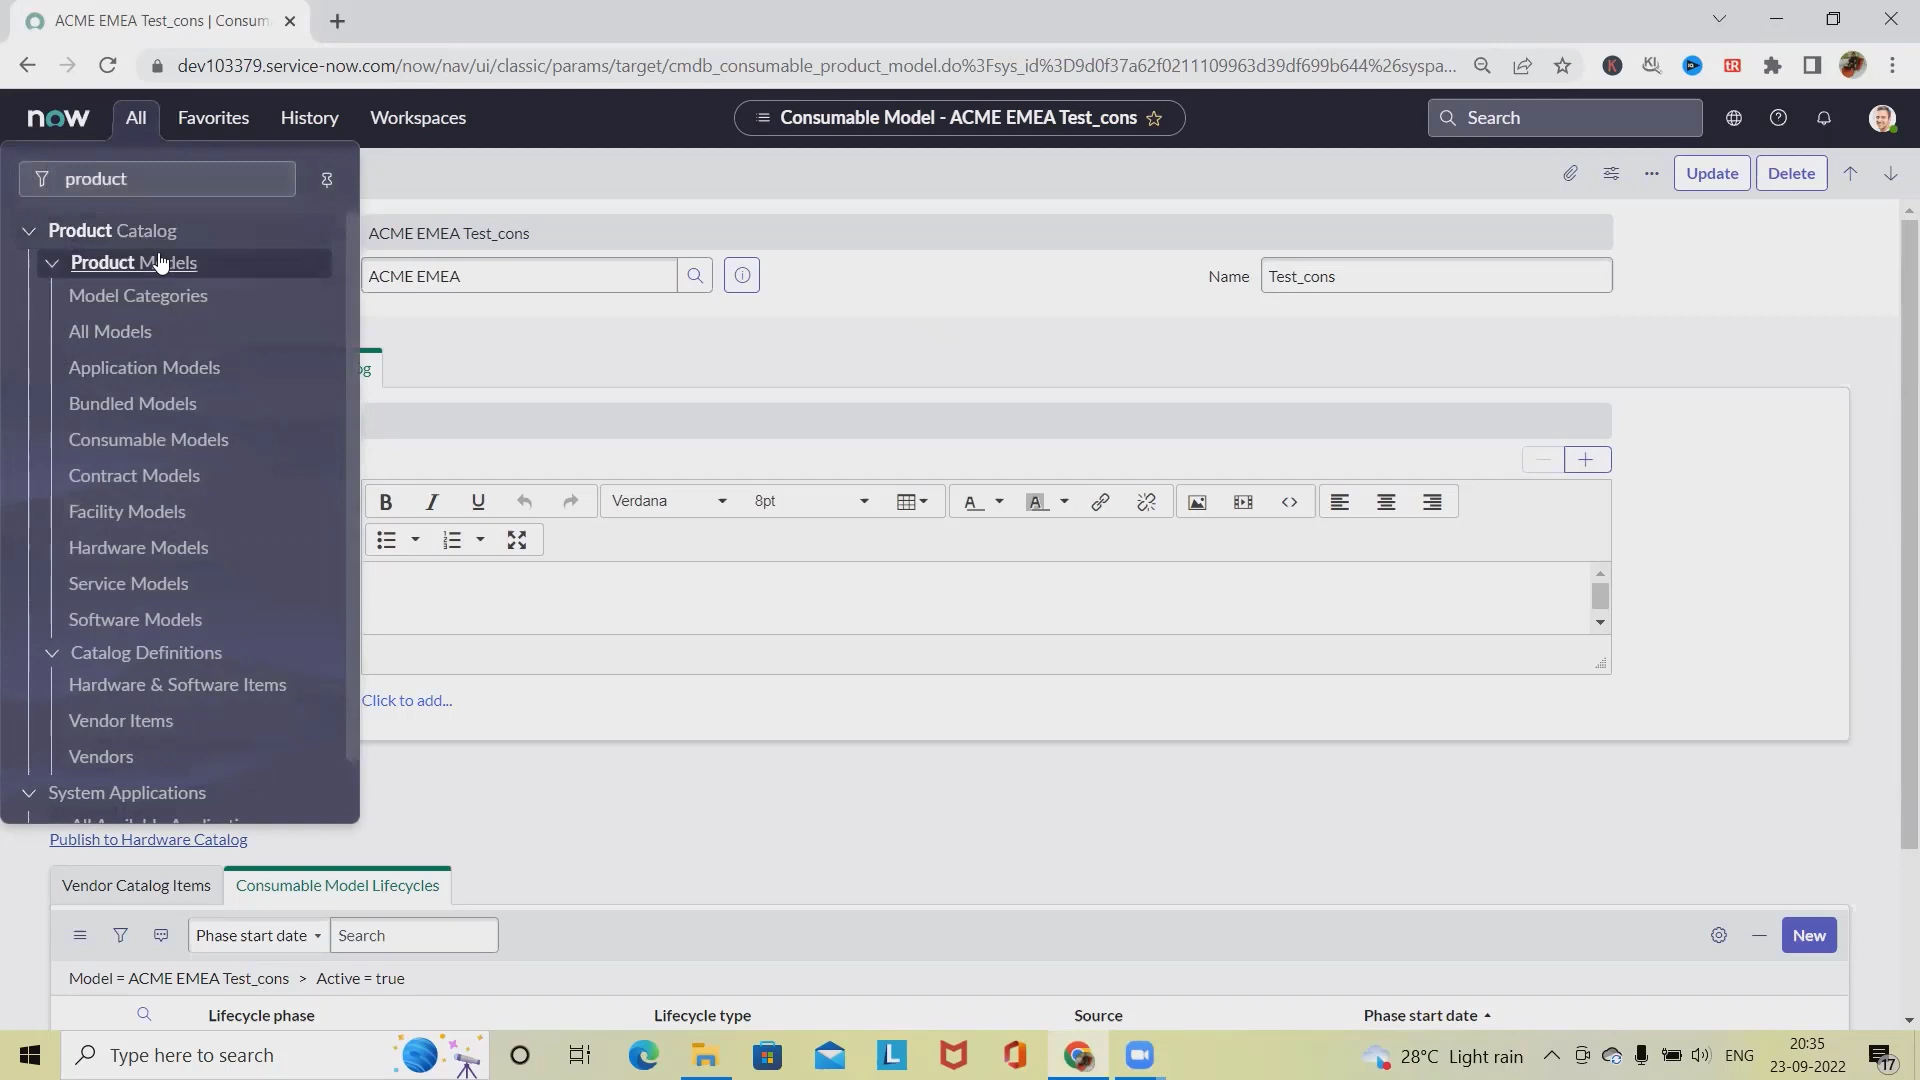 ACME EMEA Test_cons | Consum
dev103379.service-now.com/now/nav/ui/classic/params/target/cmdb_consumable_product_model.do%3Fsys_id%3D9d0f37a62f0211109963d39df699b644%26syspa...
now All Favorites History Workspaces
Consumable Model - ACME EMEA Test_cons
Search
product
Update Delete
Product Catalog
Product Models
Model Categories
All Models
Application Models
Bundled Models
Consumable Models
Contract Models
Facility Models
Hardware Models
Service Models
Software Models
Catalog Definitions
Hardware & Software Items
Vendor Items
Vendors
System Applications
ACME EMEA Test_cons
ACME EMEA
Name Test_cons
og
B I U Verdana 8pt A A
Click to add...
Publish to Hardware Catalog
Vendor Catalog Items Consumable Model Lifecycles
Phase start date Search New
Model = ACME EMEA Test_cons > Active = true
Lifecycle phase Lifecycle type Source Phase start date
Type here to search
28°C Light rain ENG
20:35
23-09-2022
17